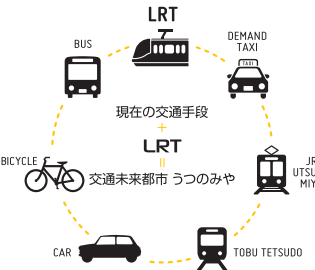 LRT
BUS
DEMAND
TAXI
TAXI
現在の交通手段
+
LRT
=
交通未来都市 うつのみや
BICYCLE
JR
UTSU
MIY
CAR
TOBU TETSUDO